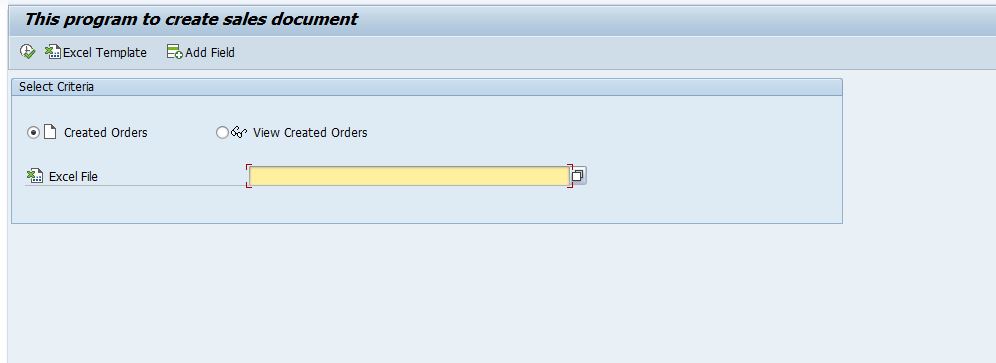 This program to create sales document
Excel Template Add Field
Select Criteria
Created Orders View Created Orders
Excel File